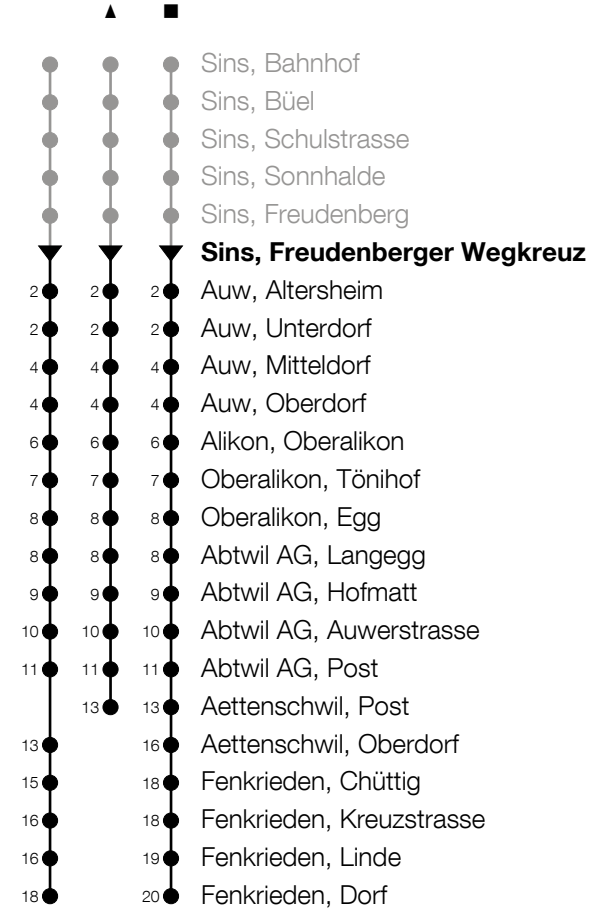 ▲ ■
Sins, Bahnhof
Sins, Büel
Sins, Schulstrasse
Sins, Sonnhalde
Sins, Freudenberg
Sins, Freudenberger Wegkreuz
2 2 2 Auw, Altersheim
2 2 2 Auw, Unterdorf
4 4 4 Auw, Mitteldorf
4 4 4 Auw, Oberdorf
6 6 6 Alikon, Oberalikon
7 7 7 Oberalikon, Tönihof
8 8 8 Oberalikon, Egg
8 8 8 Abtwil AG, Langegg
9 9 9 Abtwil AG, Hofmatt
10 10 10 Abtwil AG, Auwerstrasse
11 11 11 Abtwil AG, Post
13 13 Aettenschwil, Post
13 16 Aettenschwil, Oberdorf
15 18 Fenkrieden, Chüttig
16 18 Fenkrieden, Kreuzstrasse
16 19 Fenkrieden, Linde
18 20 Fenkrieden, Dorf